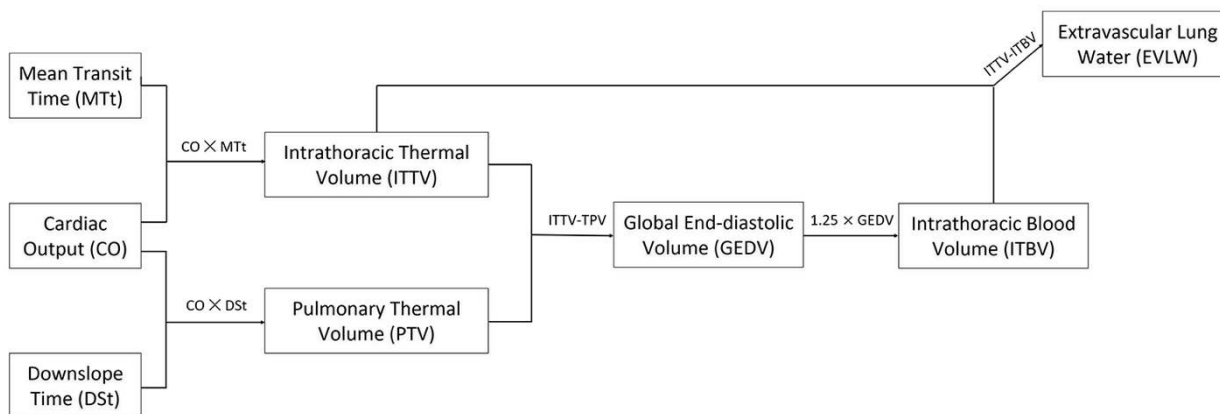 Mean Transit
Time (MTt)
Cardiac
Output (CO)
Downslope
Time (DSt)
CO × MTt
CO × DSt
Intrathoracic Thermal
Volume (ITTV)
Pulmonary Thermal
Volume (PTV)
ITTV-TPV
Global End-diastolic
Volume (GEDV)
1.25 × GEDV
Intrathoracic Blood
Volume (ITBV)
ITTV-ITBV
Extravascular Lung
Water (EVLW)